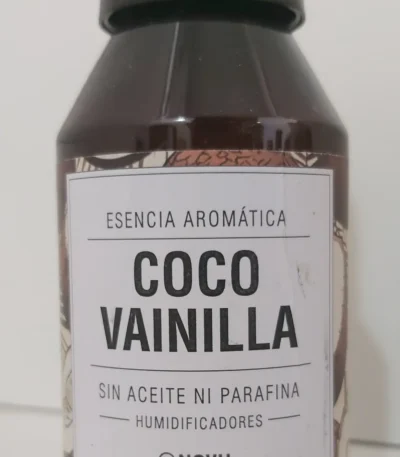 ESENCIA AROMÁTICA
COCO
VAINILLA
SIN ACEITE NI PARAFINA
HUMIDIFICADORES